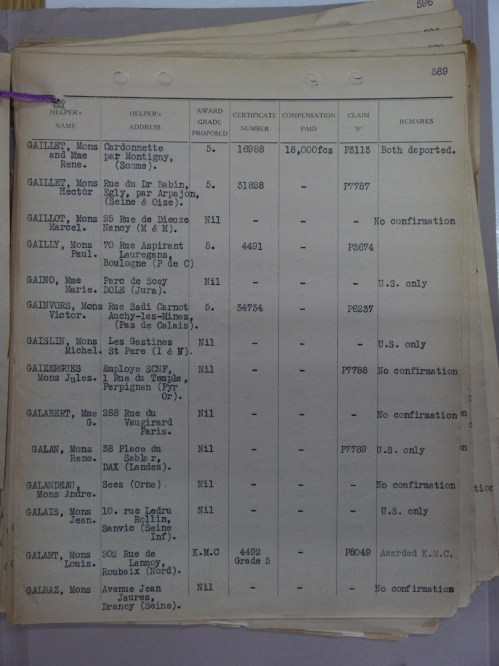 596
589
HELPER's NAME HELPER's ADDRESS AWARD GRADE PROPOSED CERTIFICATE NUMBER COMPENSATION PAID CLAIM Nº REMARKS
GAILLET, Mons Cardonnette 5. 16988 18,000fcs P3113 Both deported.
and Mme par Montigny,
Rene. (Somme)
GAILLET, Mons Rue du Dr Babin, 5. 31828 - P7787
Hector Egly, par Arpajon,
(Seine & Oise).
GAILLOT, Mons 25 Rue de Dieuze Nil - - - No confirmation
Marcel. Nancy (M & M).
GAILLY, Mons 70 Rue Aspirant 5. 4491 - P3674
Paul. Lauregans,
Boulogne (P de C)
GAINO, Mme Parc de Scey Nil - - - U.S. only
Marie. DOLE (Jura).
GAINVORS, Mons Rue Sadi Carnot 5. 34734 - P6237
Victor. Auchy-les-Mines,
(Pas de Calais).
GAISLIN, Mons Les Gastines Nil - - - U.S. only
Michel. St Pere (I & V).
GAIZERGUES Employe SCNF, Nil - - P7788 No confirmation
Mons Jules. 1 Rue du Temple,
Perpignan (Pyr
Or).
GALABERT, Mme 288 Rue du Nil - - - No confirmation
G. Vaugirard
Paris.
GALAN, Mons 38 Place du Nil - - P7789 U.S. only
Rene. Sablar,
DAX (Landes).
GALANDEAU, Sees (Orne) Nil - - - No confirmation
Mons Andre.
GALAIS, Mons 10. rue Ledru Nil - - - U.S. only
Jean. Rollin,
Sanvic (Seine
Inf).
GALANT, Mons 202 Rue de K.M.C 4492 - P8049 Awarded K.M.C.
Louis. Lannoy, Grade 5
Roubaix (Nord).
GALBAZ, Mons Avenue Jean Nil - - - No confirmation
Jaures,
Drancy (Seine).